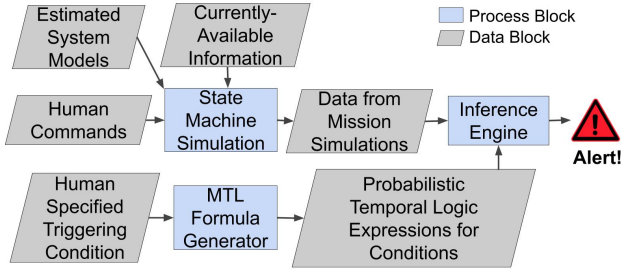 Estimated
System
Models
Currently-
Available
Information
Process Block
Data Block
Human
Commands
State
Machine
Simulation
Data from
Mission
Simulations
Inference
Engine
Alert!
Human
Specified
Triggering
Condition
MTL
Formula
Generator
Probabilistic
Temporal Logic
Expressions for
Conditions